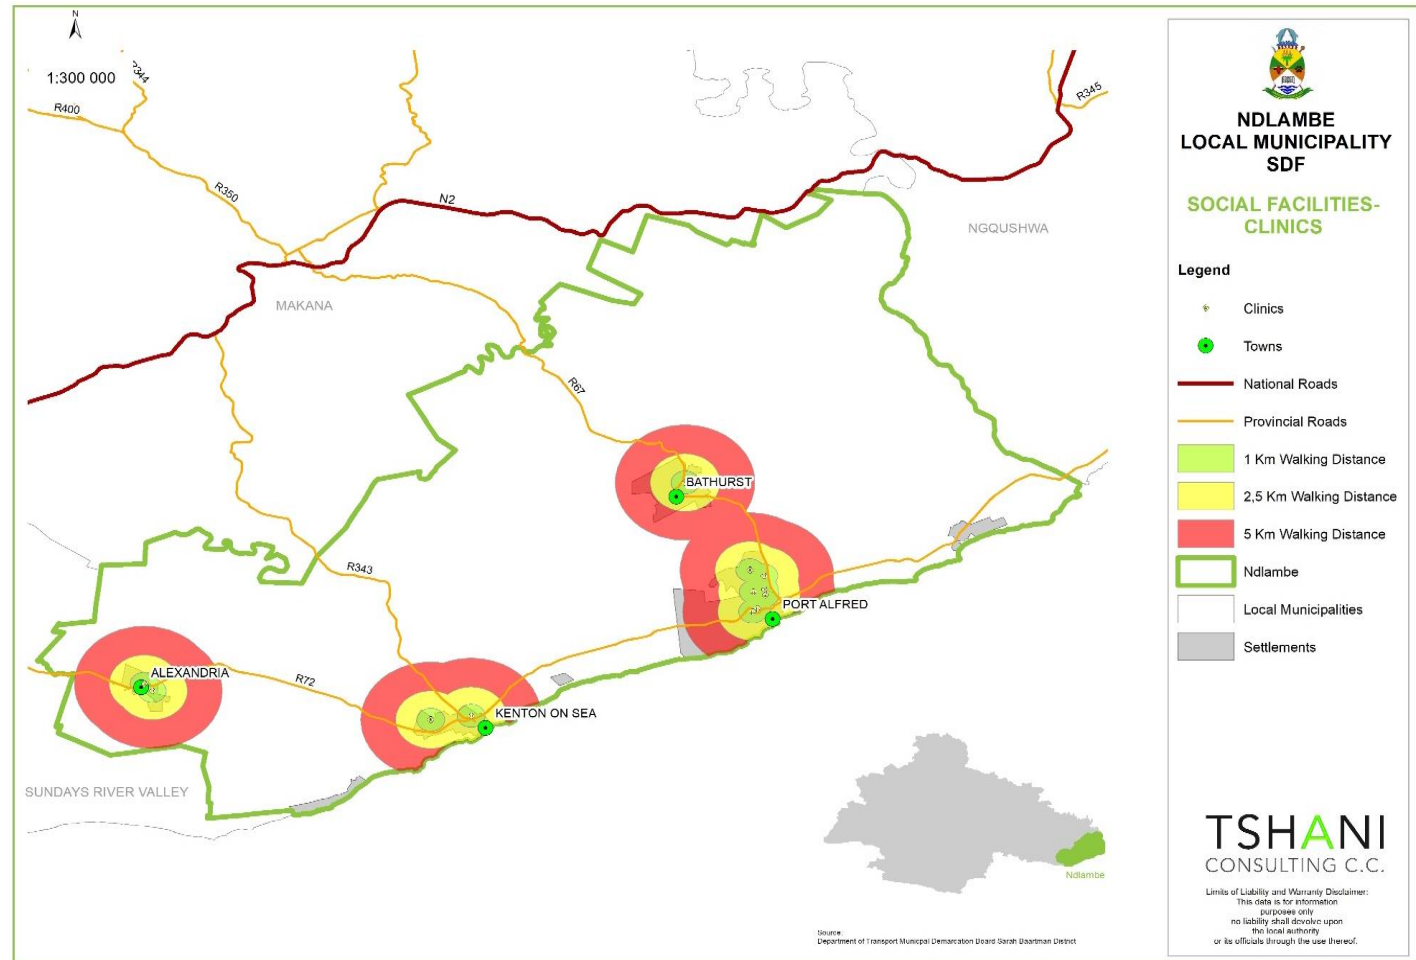 N
1:300 000
R344
R400
R350
N2
R345
NGQUSHWA
MAKANA
R67
BATHURST
R343
PORT ALFRED
ALEXANDRIA
R72
KENTON ON SEA
SUNDAYS RIVER VALLEY
Ndlambe
Source:
Department of Transport Municpal Demarcation Board Sarah Baartman District
NDLAMBE
LOCAL MUNICIPALITY
SDF
SOCIAL FACILITIES-
CLINICS
Legend
Clinics
Towns
National Roads
Provincial Roads
1 Km Walking Distance
2,5 Km Walking Distance
5 Km Walking Distance
Ndlambe
Local Municipalities
Settlements
TSHANI
CONSULTING C.C.
Limits of Liability and Warranty Disclaimer:
This data is for information
purposes only
no liability shall devolve upon
the local authority
or its officials through the use thereof.